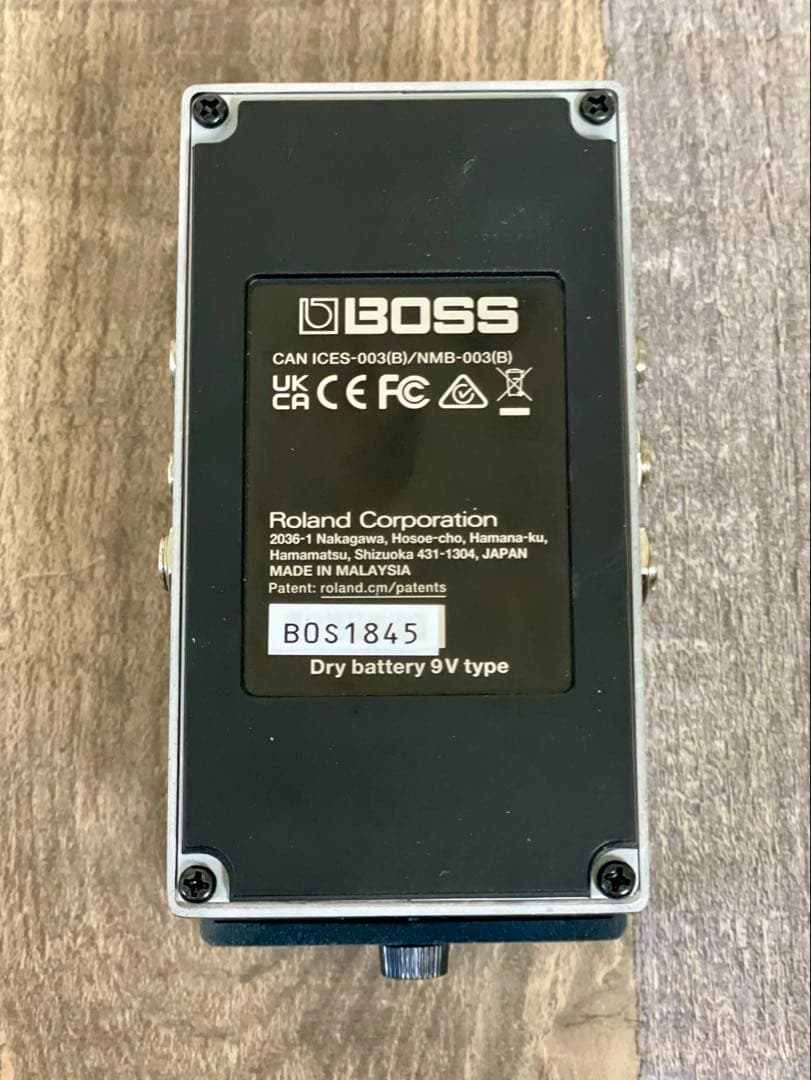 BOSS
CAN ICES-003(B)/NMB-003(B)
UK CA CE FC
Roland Corporation
2036-1 Nakagawa, Hosoe-cho, Hamana-ku,
Hamamatsu, Shizuoka 431-1304, JAPAN
MADE IN MALAYSIA
Patent: roland.cm/patents
BOS1845
Dry battery 9V type